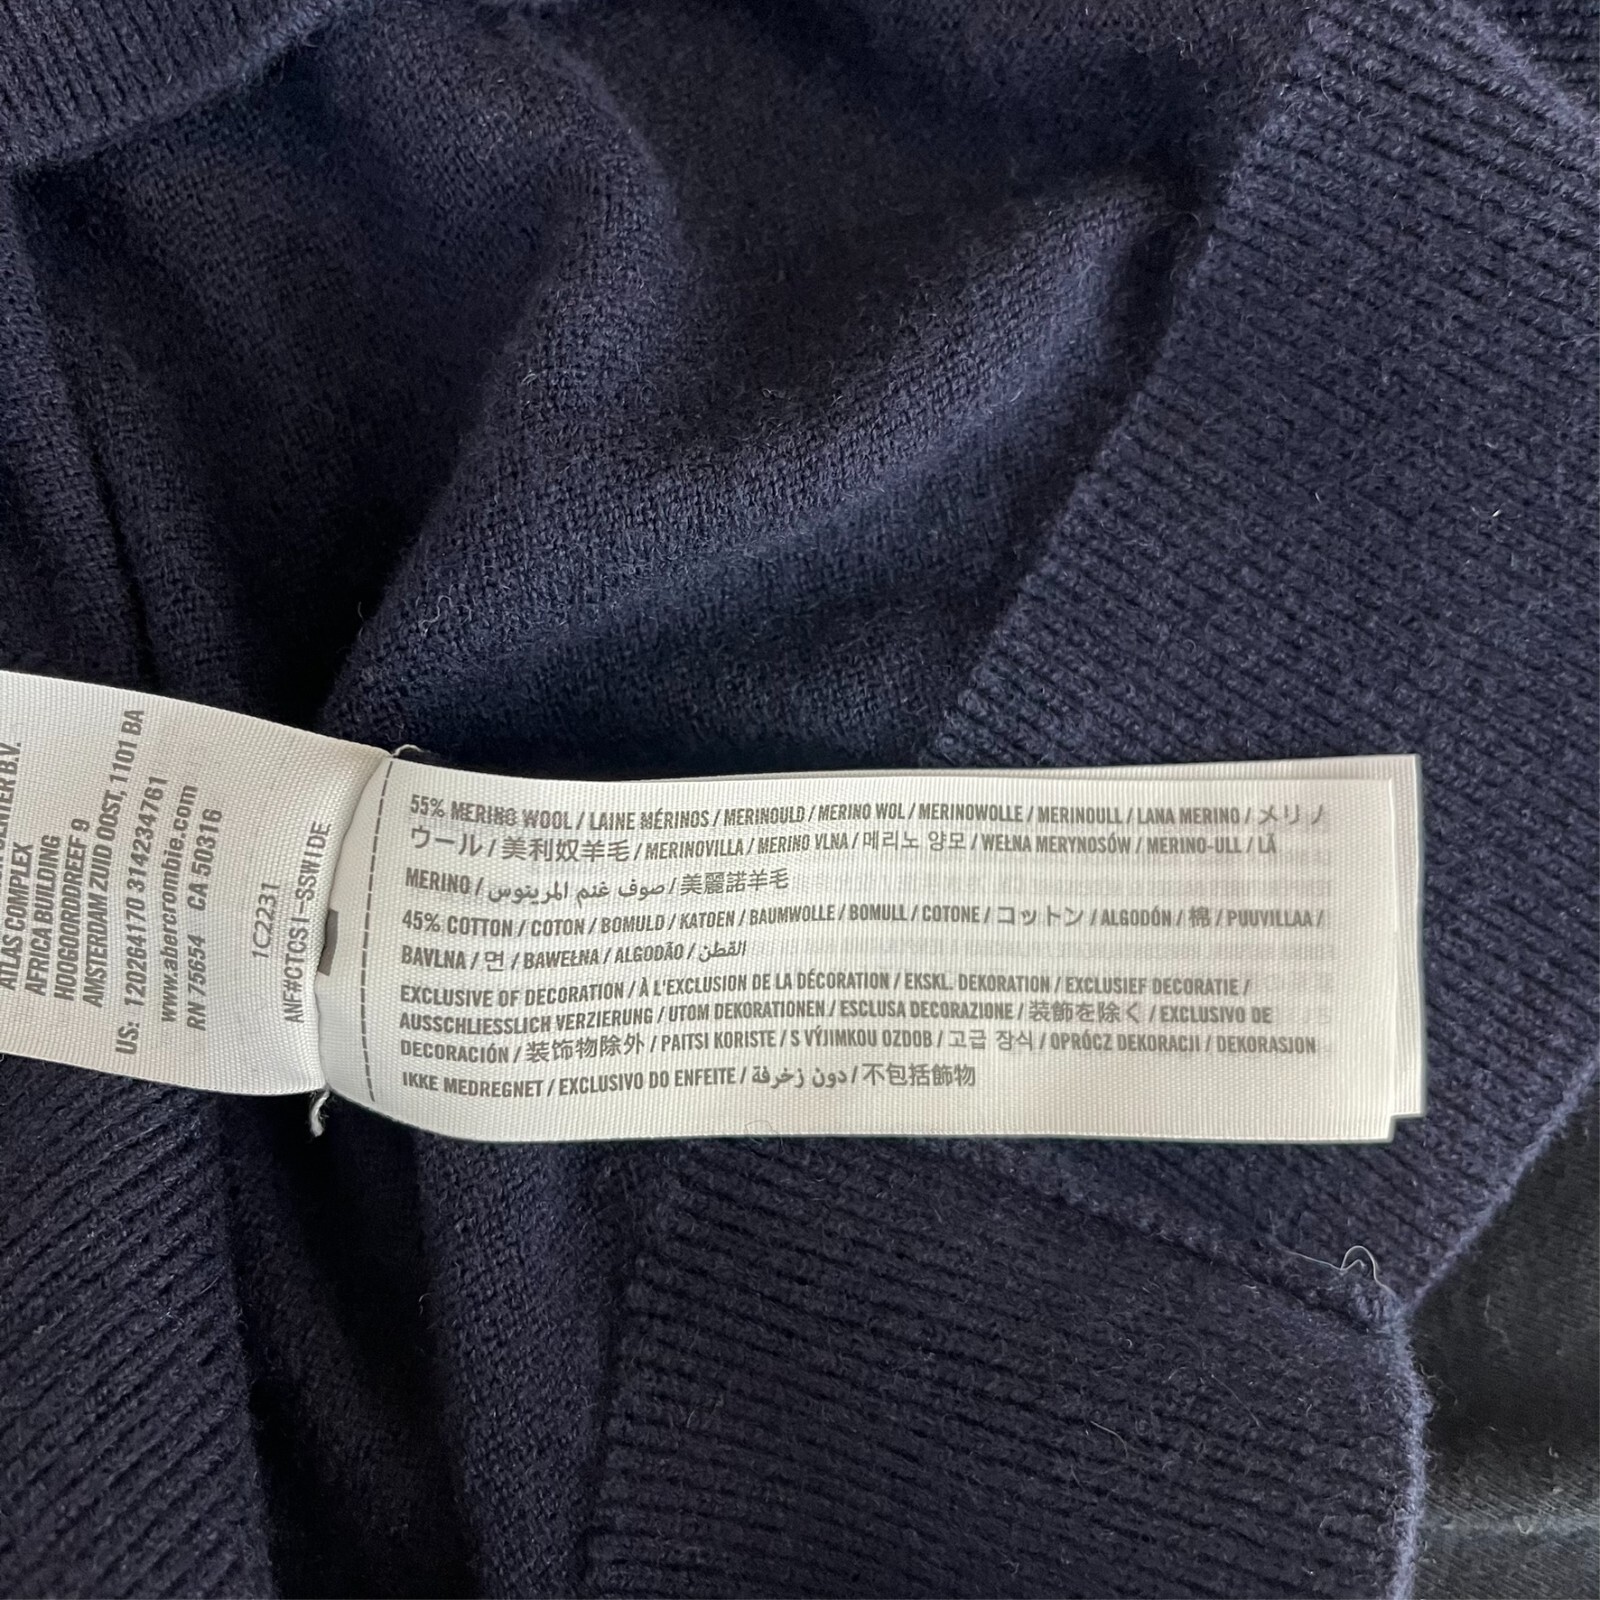 ATLAS COMPLEX
AFRICA BUILDING
HOOGOORDDREEF 9
AMSTERDAM ZUID OOST, 1101 BA
US: 120264170 314234761
www.abercrombie.com
RN 75654 CA 50316
1C231
ANF#CTCSI-SSWIDE
55% MERINO WOOL / LAINE MÉRINOS / MERINOULD / MERINO WOL / MERINOWOLLE / MERINOULL / LANA MERINO / メリノ
ウール / 美利奴羊毛 / MERINOVILLA / MERINO VLNA / 메리노 양모 / WEŁNA MERYNOSÓW / MERINO-ULL / LÃ
MERINO / صوف غنم المرينوس / 美麗諾羊毛
45% COTTON / COTON / BOMULD / KATOEN / BAUMWOLLE / BOMULL / COTONE / コットン / ALGODÓN / 棉 / PUUVILLAA /
BAVLNA / 면 / BAWEŁNA / ALGODÃO / القطن
EXCLUSIVE OF DECORATION / À L'EXCLUSION DE LA DÉCORATION / EKSKL. DEKORATION / EXCLUSIEF DECORATIE /
AUSSCHLIESSLICH VERZIERUNG / UTOM DEKORATIONEN / ESCLUSA DECORAZIONE / 装飾を除く / EXCLUSIVO DE
DECORACIÓN / 装饰物除外 / PAITSI KORISTE / S VÝJIMKOU OZDOB / 고급 장식 / OPRÓCZ DEKORACJI / DEKORASJON
IKKE MEDREGNET / EXCLUSIVO DO ENFEITE / دون زخرفة / 不包括飾物